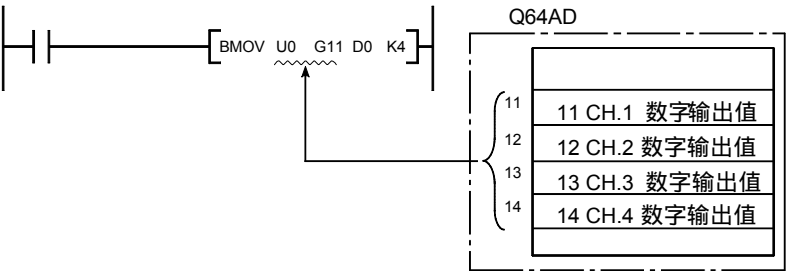 Q64AD
BMOV U0 G11 D0 K4
11
11 CH.1 数字输出值
12
12 CH.2 数字输出值
13
13 CH.3 数字输出值
14
14 CH.4 数字输出值